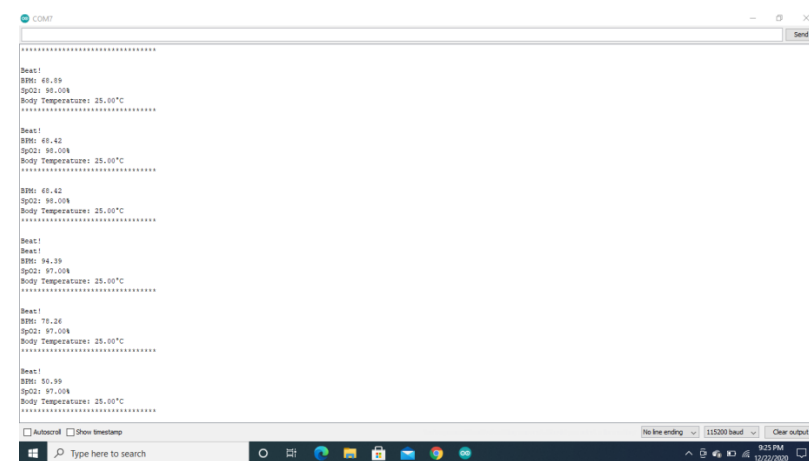 COM7
Send
*********************************
Beat!
BPM: 68.89
SpO2: 98.00%
Body Temperature: 25.00°C
*********************************
Beat!
BPM: 68.42
SpO2: 98.00%
Body Temperature: 25.00°C
*********************************
BPM: 68.42
SpO2: 98.00%
Body Temperature: 25.00°C
*********************************
Beat!
Beat!
BPM: 94.39
SpO2: 97.00%
Body Temperature: 25.00°C
*********************************
Beat!
BPM: 78.26
SpO2: 97.00%
Body Temperature: 25.00°C
*********************************
Beat!
BPM: 50.99
SpO2: 97.00%
Body Temperature: 25.00°C
*********************************
Autoscroll Show timestamp No line ending 115200 baud Clear output
Type here to search
9:25 PM
12/22/2020